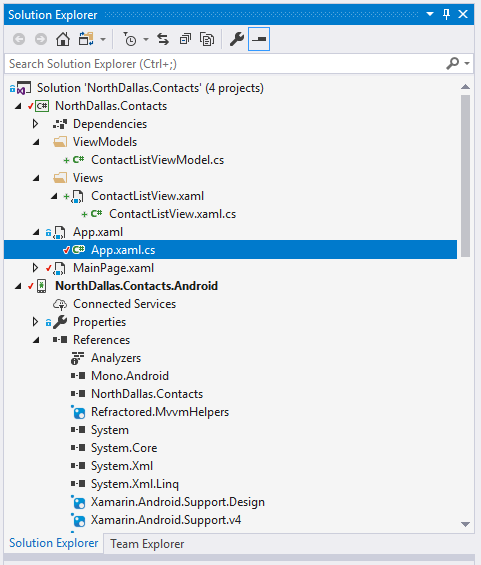 Solution Explorer
Search Solution Explorer (Ctrl+;)
Solution 'NorthDallas.Contacts' (4 projects)
C# NorthDallas.Contacts
Dependencies
ViewModels
C# ContactListViewModel.cs
Views
ContactListView.xaml
C# ContactListView.xaml.cs
App.xaml
C# App.xaml.cs
MainPage.xaml
NorthDallas.Contacts.Android
Connected Services
Properties
References
Analyzers
Mono.Android
NorthDallas.Contacts
Refractored.MvvmHelpers
System
System.Core
System.Xml
System.Xml.Linq
Xamarin.Android.Support.Design
Xamarin.Android.Support.v4
Solution Explorer Team Explorer